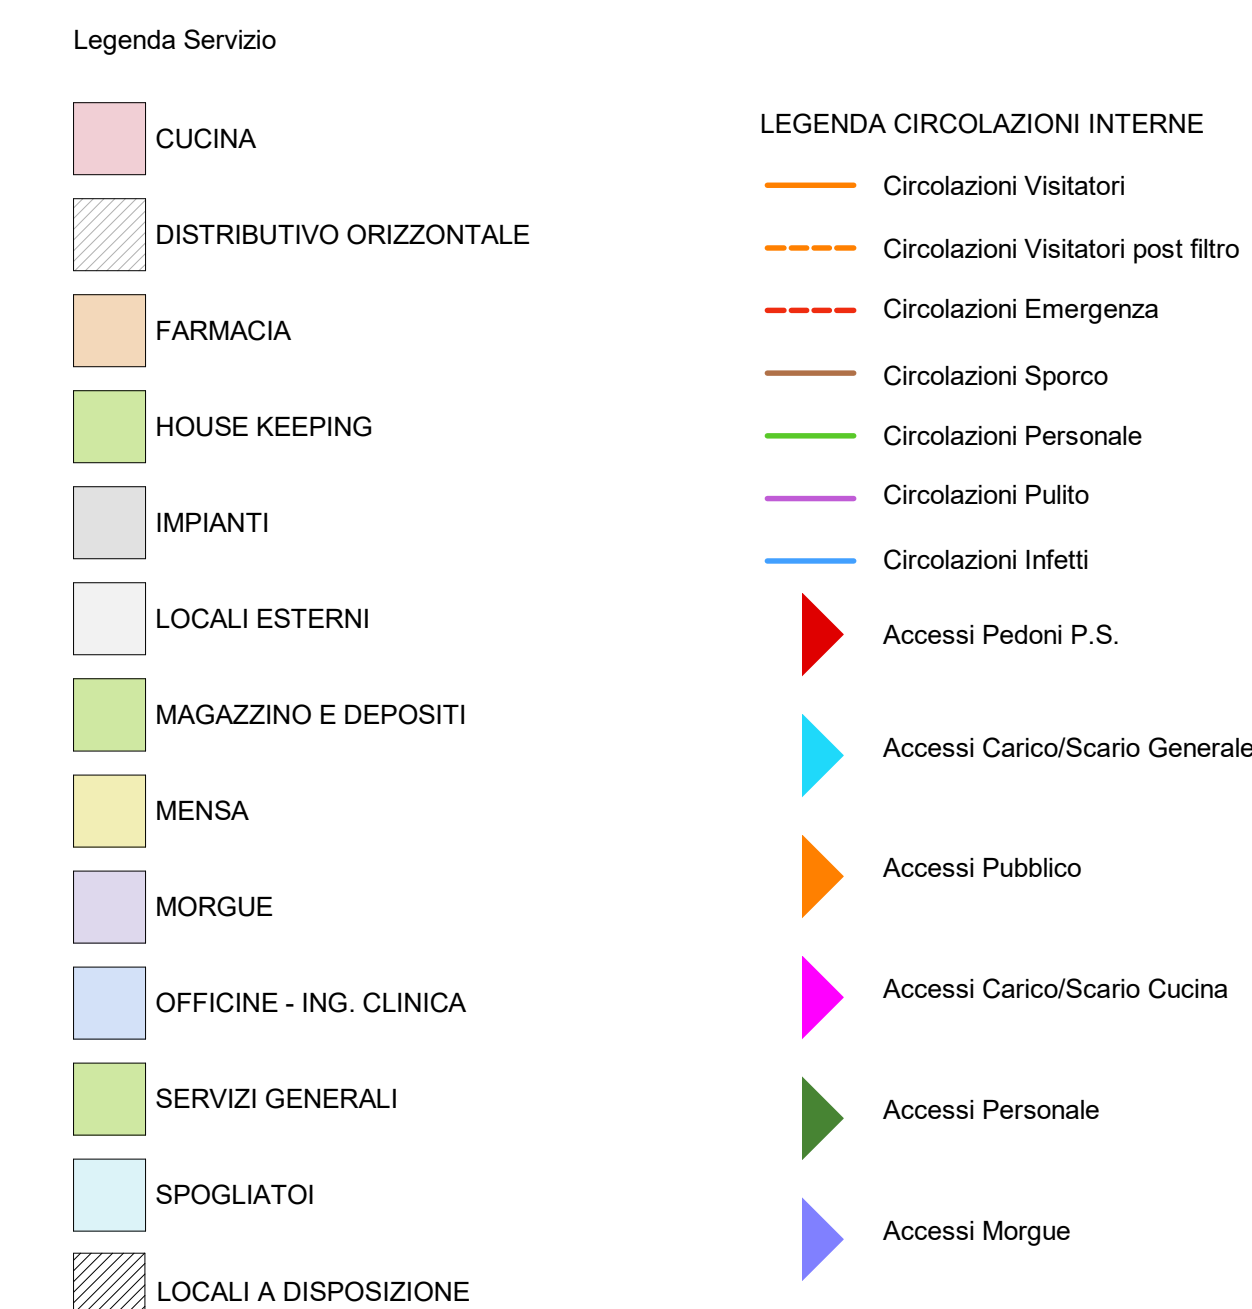 Legenda Servizio
CUCINA
DISTRIBUTIVO ORIZZONTALE
FARMACIA
HOUSE KEEPING
IMPIANTI
LOCALI ESTERNI
MAGAZZINO E DEPOSITI
MENSA
MORGUE
OFFICINE - ING. CLINICA
SERVIZI GENERALI
SPOGLIATOI
LOCALI A DISPOSIZIONE
LEGENDA CIRCOLAZIONI INTERNE
Circolazioni Visitatori
Circolazioni Visitatori post filtro
Circolazioni Emergenza
Circolazioni Sporco
Circolazioni Personale
Circolazioni Pulito
Circolazioni Infetti
Accessi Pedoni P.S.
Accessi Carico/Scario Generale
Accessi Pubblico
Accessi Carico/Scario Cucina
Accessi Personale
Accessi Morgue